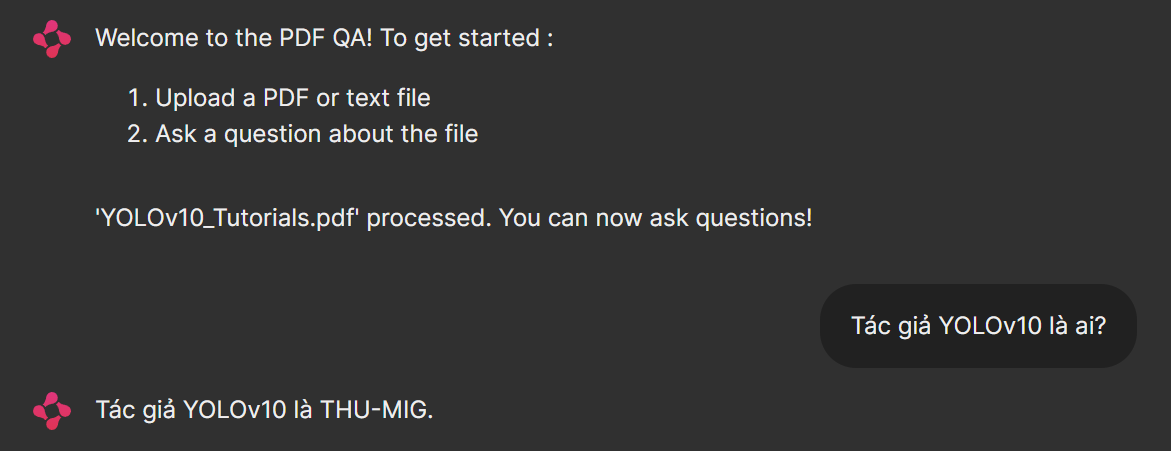 Welcome to the PDF QA! To get started :
1. Upload a PDF or text file
2. Ask a question about the file
'YOLOv10_Tutorials.pdf' processed. You can now ask questions!
Tác giả YOLOv10 là ai?
Tác giả YOLOv10 là THU-MIG.